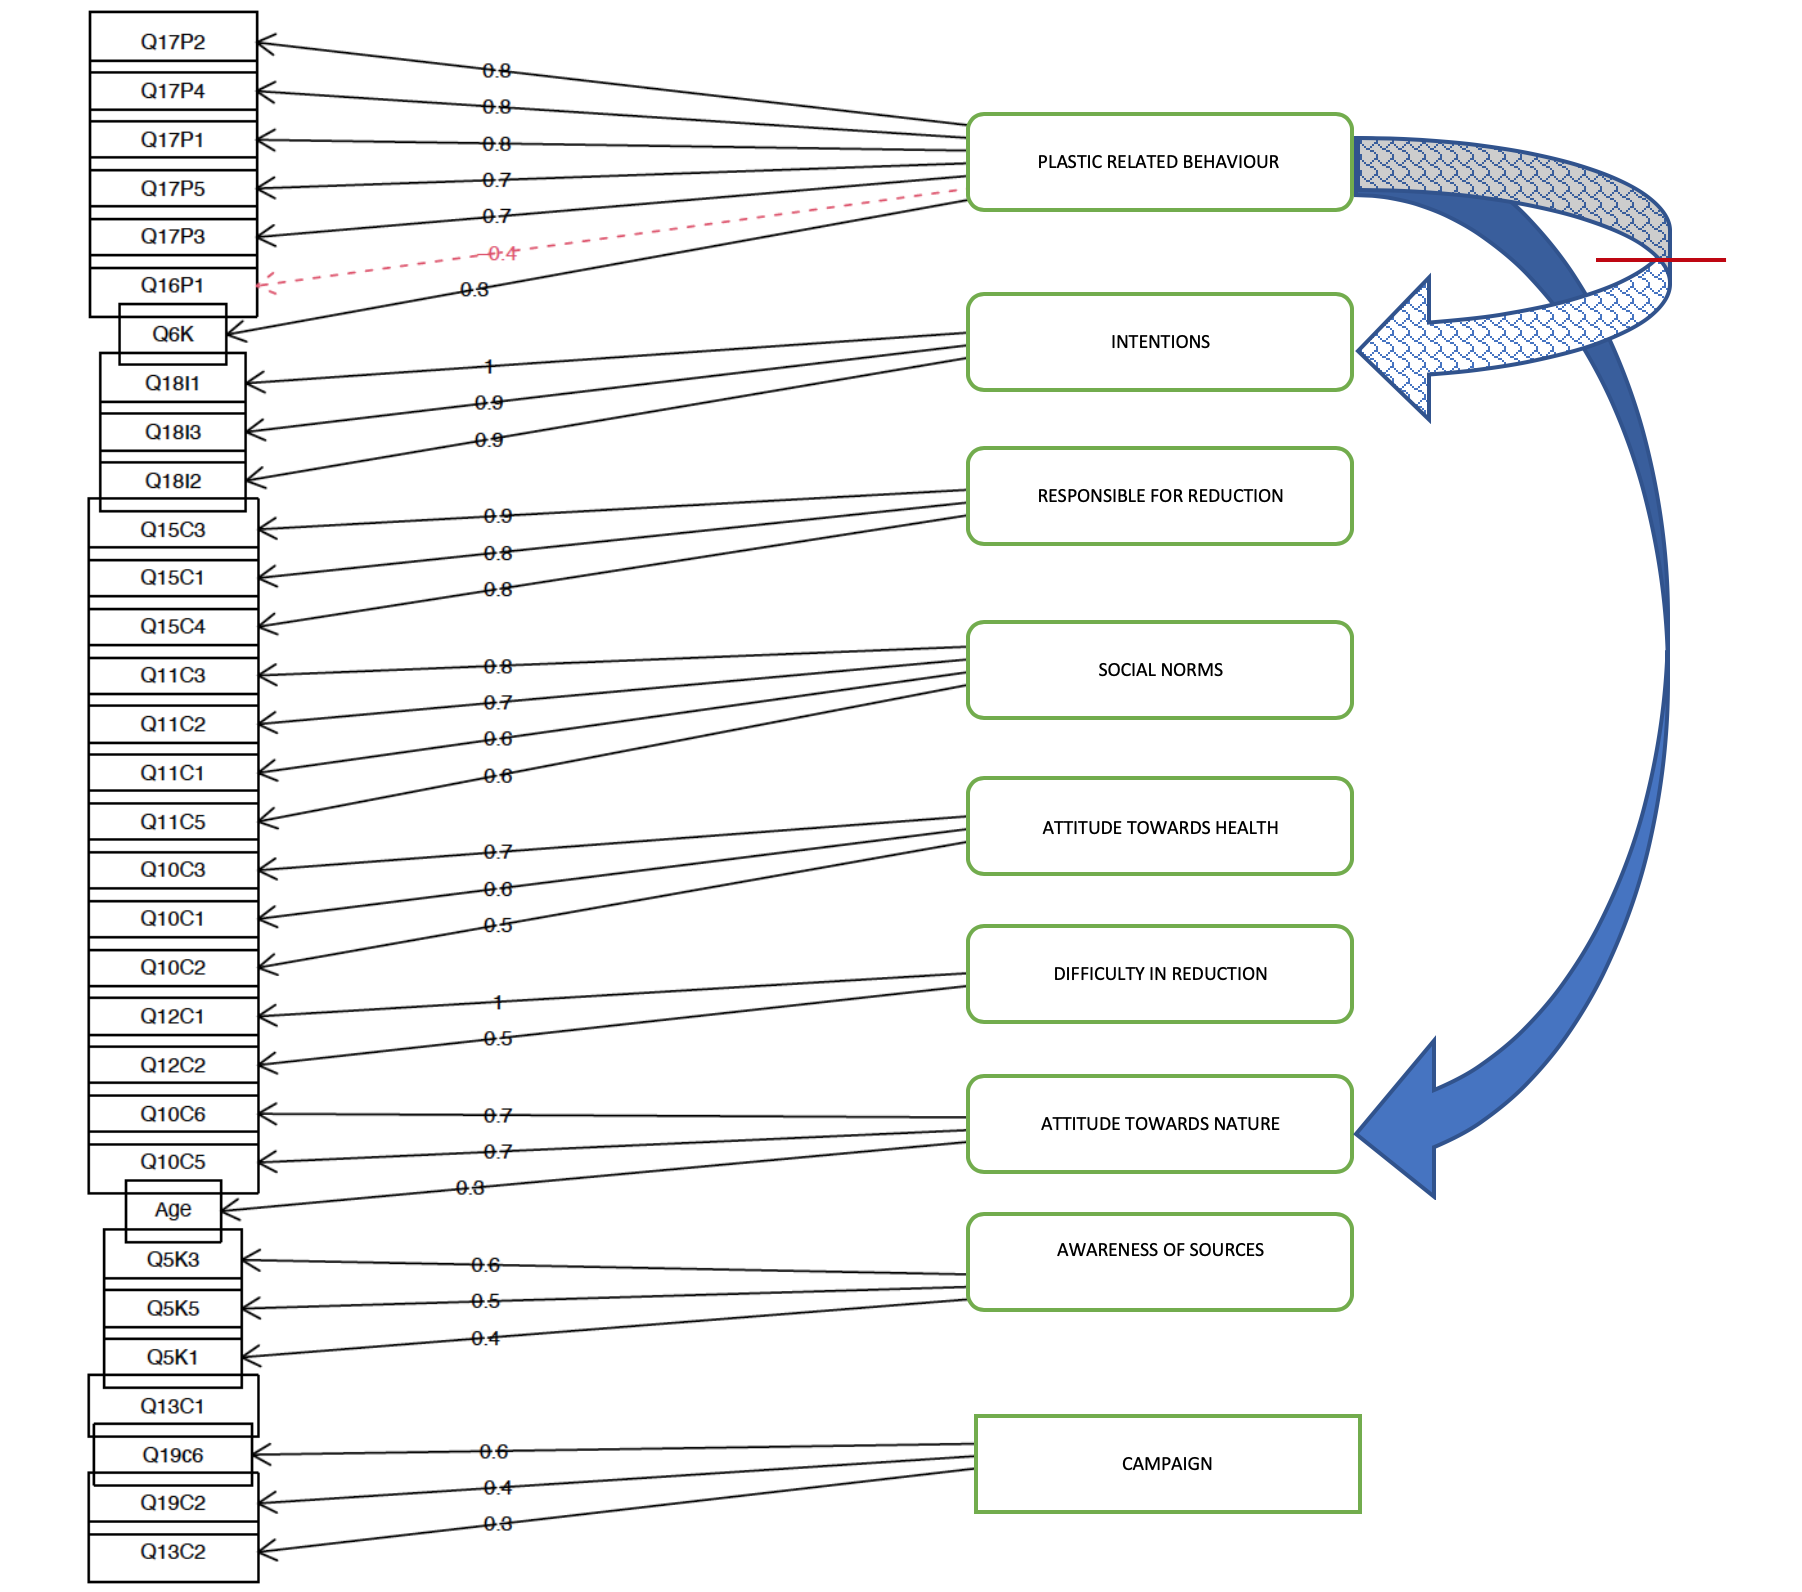 Q17P2
0.8
Q17P4
0.8
Q17P1
0.8
PLASTIC RELATED BEHAVIOUR
Q17P5
0.7
Q17P3
0.7
Q16P1
-0.4
Q6K
0.3
INTENTIONS
Q18I1
1
Q18I3
0.9
Q18I2
0.9
RESPONSIBLE FOR REDUCTION
Q15C3
0.9
Q15C1
0.8
Q15C4
0.8
Q11C3
0.8
SOCIAL NORMS
Q11C2
0.7
Q11C1
0.6
Q11C5
0.6
ATTITUDE TOWARDS HEALTH
Q10C3
0.7
Q10C1
0.6
Q10C2
0.5
DIFFICULTY IN REDUCTION
Q12C1
1
Q12C2
0.5
Q10C6
0.7
ATTITUDE TOWARDS NATURE
Q10C5
0.7
Age
0.3
AWARENESS OF SOURCES
Q5K3
0.6
Q5K5
0.5
Q5K1
0.4
Q13C1
Q19c6
0.6
CAMPAIGN
Q19C2
0.4
Q13C2
0.3